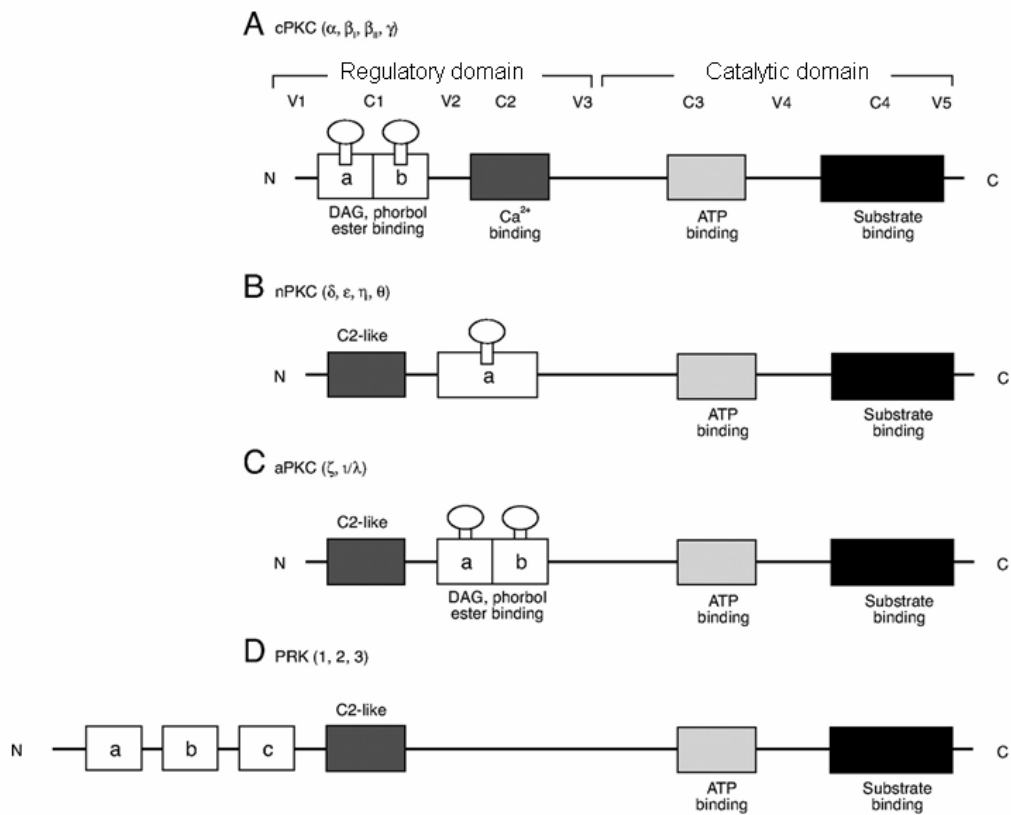 A cPKC (α, βI, βII, γ)
Regulatory domain Catalytic domain
V1 C1 V2 C2 V3 C3 V4 C4 V5
N a b C
DAG, phorbol
ester binding
Ca2+
binding
ATP
binding
Substrate
binding
B nPKC (δ, ε, η, θ)
C2-like
N a C
ATP
binding
Substrate
binding
C aPKC (ζ, ι/λ)
C2-like
N a b C
DAG, phorbol
ester binding
ATP
binding
Substrate
binding
D PRK (1, 2, 3)
C2-like
N a b c C
ATP
binding
Substrate
binding